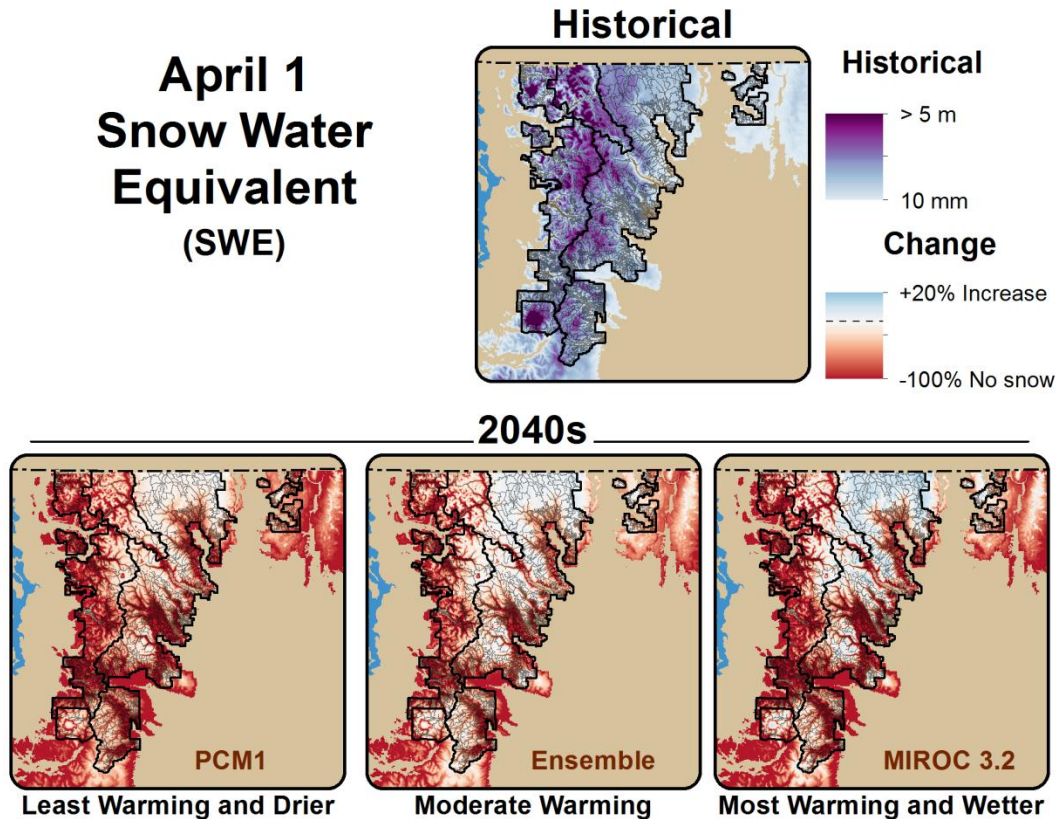 April 1
Snow Water
Equivalent
(SWE)
Historical
Historical
> 5 m
10 mm
Change
+20% Increase
-100% No snow
2040s
PCM1
Ensemble
MIROC 3.2
Least Warming and Drier
Moderate Warming
Most Warming and Wetter